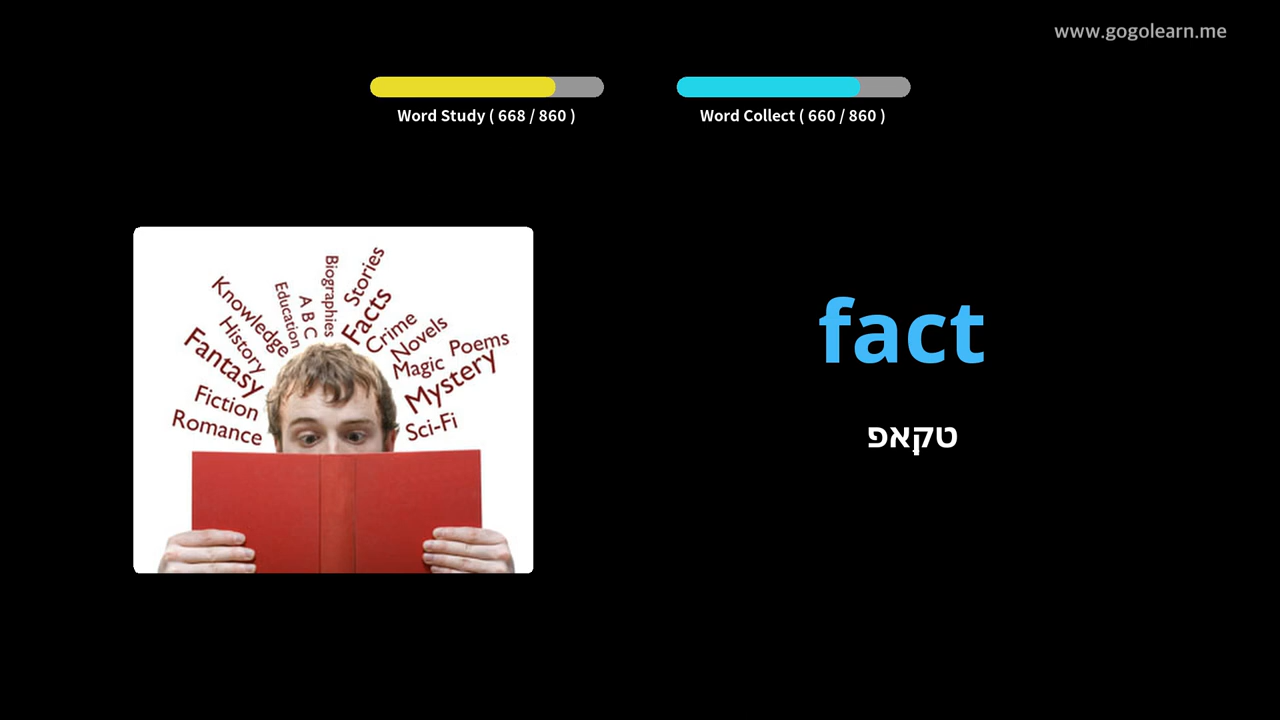 www.gogolearn.me
Word Study ( 668 / 860 )
Word Collect ( 660 / 860 )
Romance
Fiction
Fantasy
History
Knowledge
Education
A B C
Biographies
Stories
Facts
Crime
Novels
Magic
Poems
Mystery
Sci-Fi
fact
טקאפ